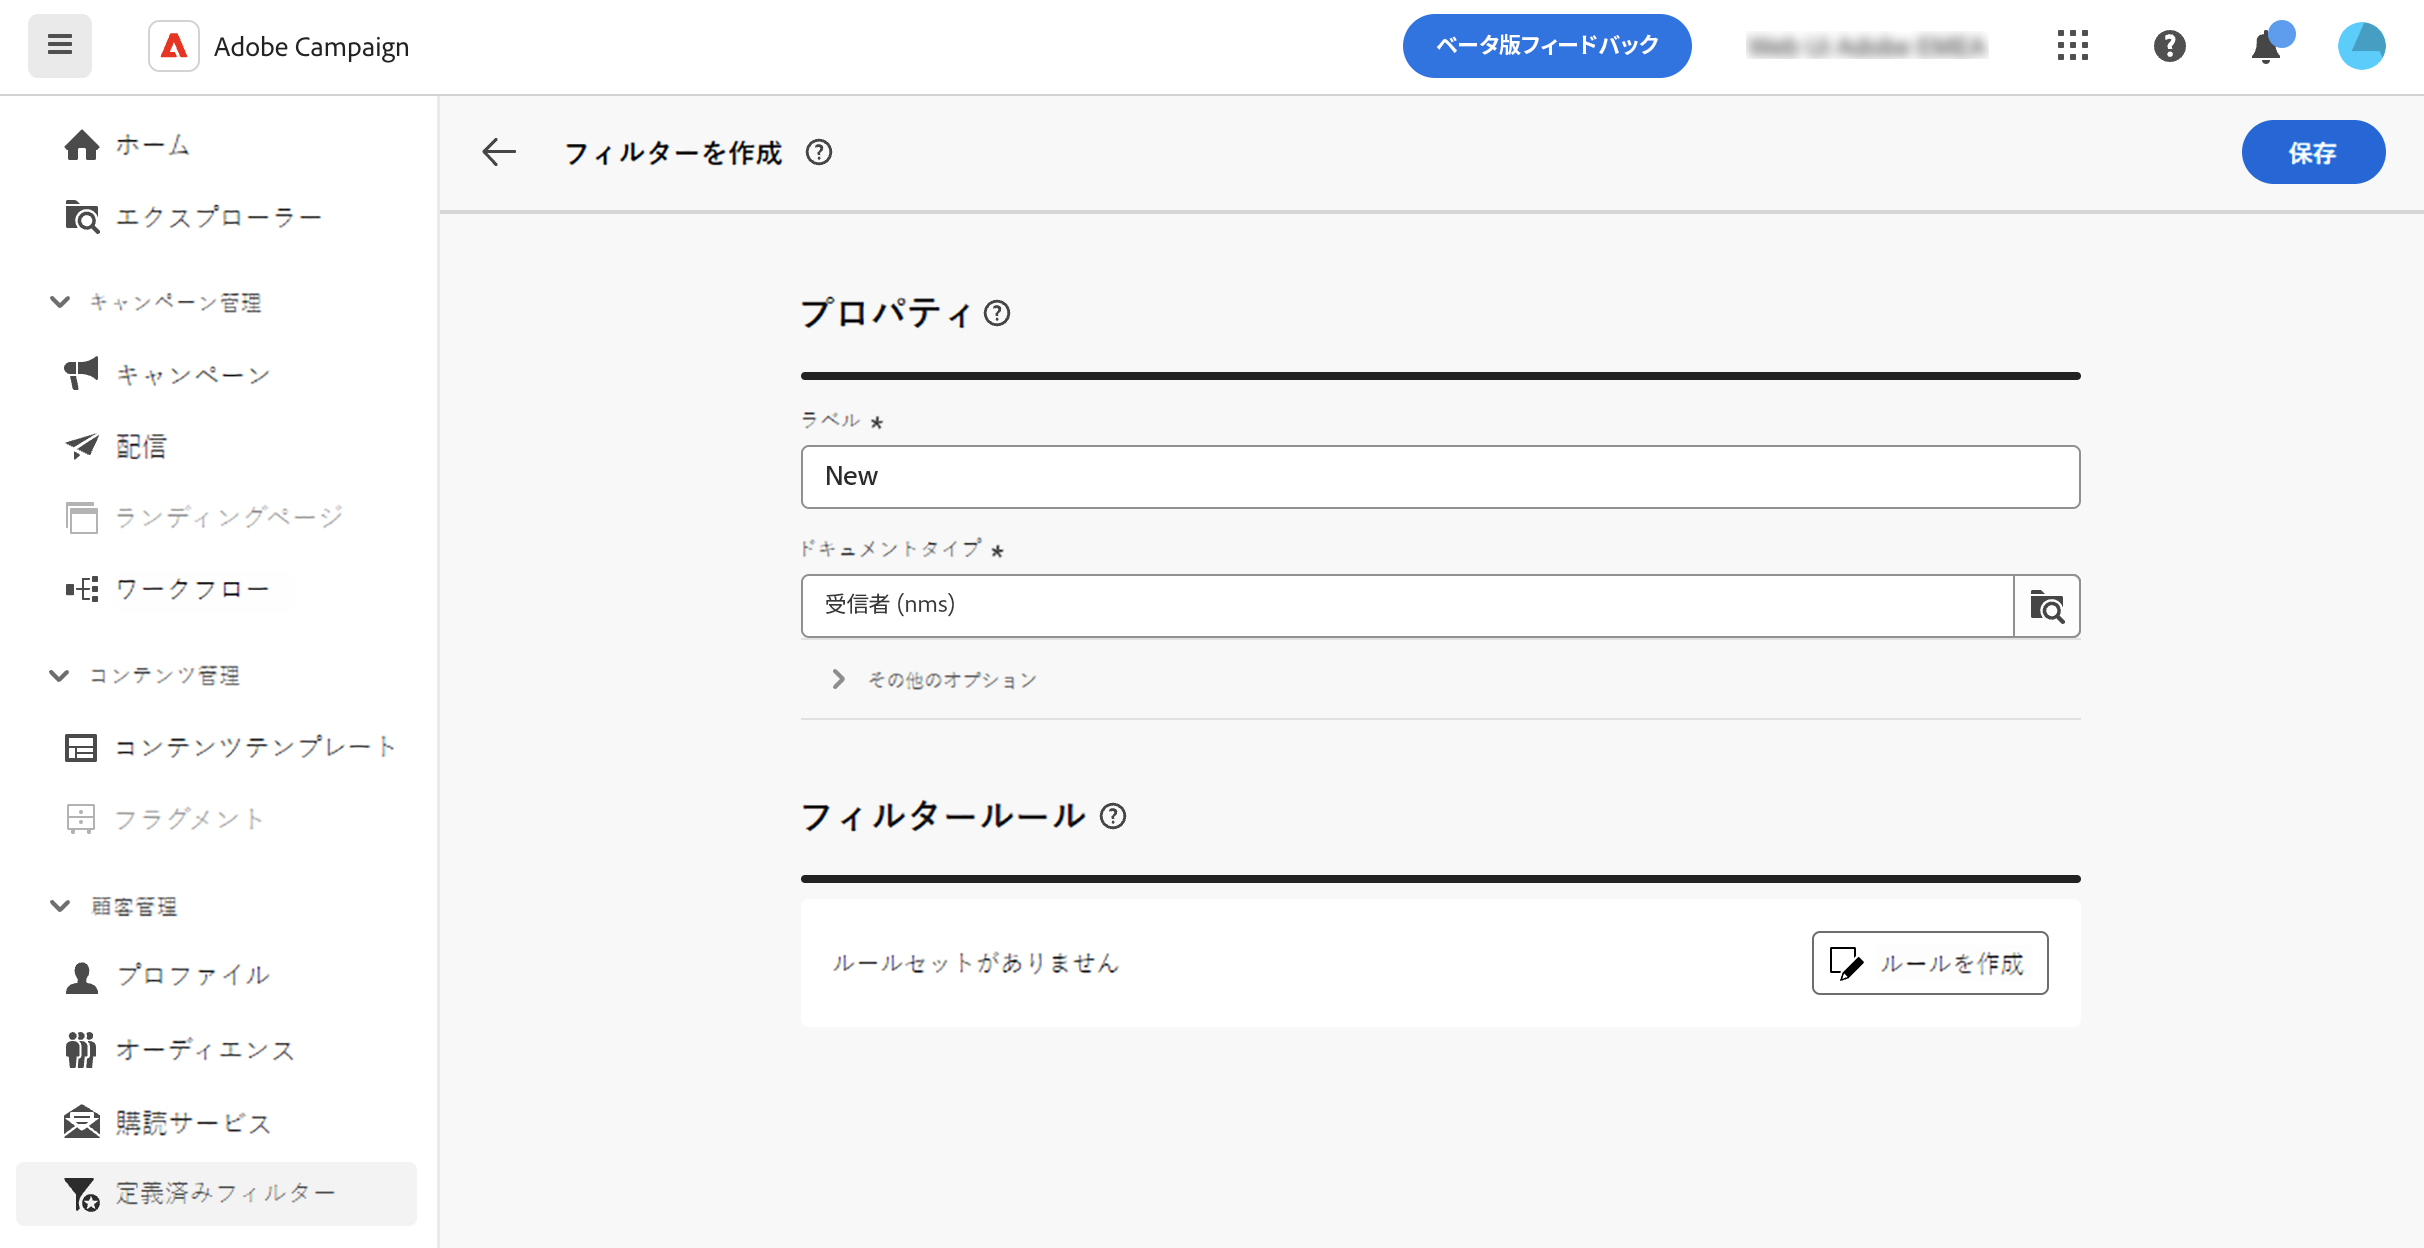 Adobe Campaign
ベータ版フィードバック
ホーム
エクスプローラー
キャンペーン管理
キャンペーン
配信
ランディングページ
ワークフロー
コンテンツ管理
コンテンツテンプレート
フラグメント
顧客管理
プロファイル
オーディエンス
購読サービス
定義済みフィルター
フィルターを作成
保存
プロパティ
ラベル *
New
ドキュメントタイプ *
受信者 (nms)
その他のオプション
フィルタールール
ルールセットがありません
ルールを作成